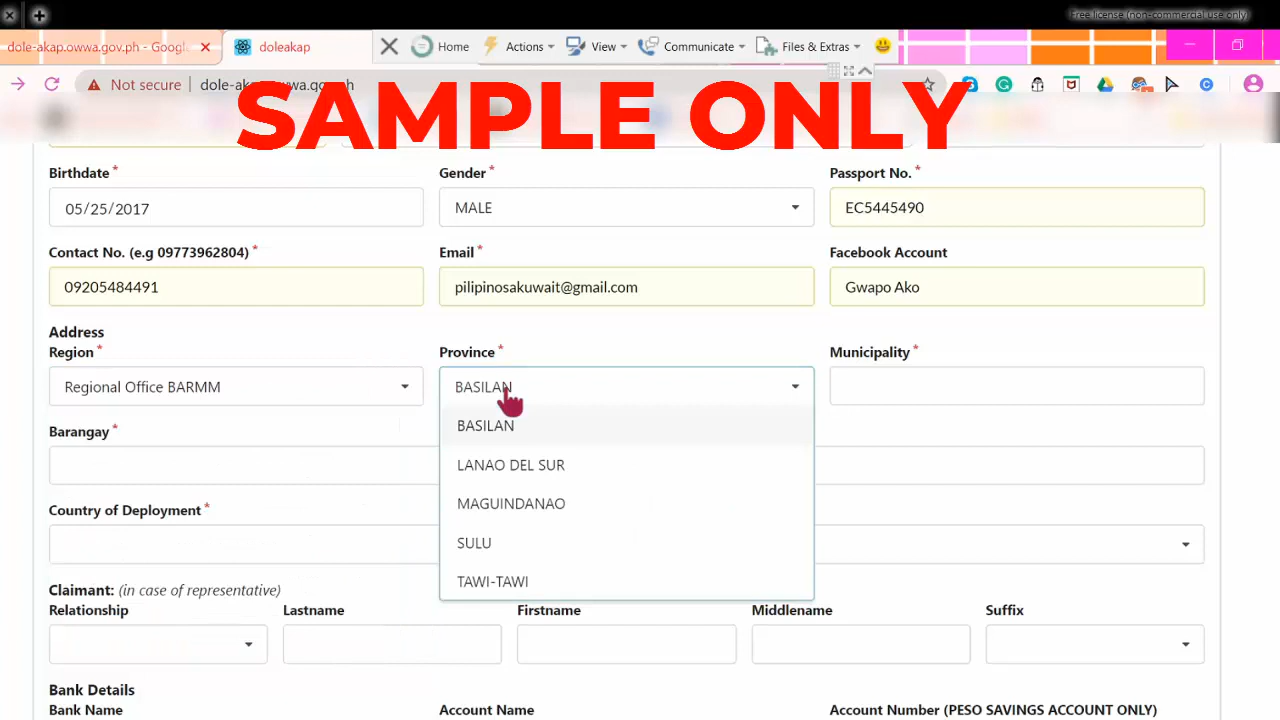 Free license (non-commercial use only)
dole-akap.owwa.gov.ph - Googl
doleakap
Home
Actions
View
Communicate
Files & Extras
Not secure
dole-akap.owwa.gov.ph
SAMPLE ONLY
Birthdate *
Gender *
Passport No. *
05/25/2017
MALE
EC5445490
Contact No. (e.g 09773962804) *
Email *
Facebook Account
09205484491
pilipinosakuwait@gmail.com
Gwapo Ako
Address
Region *
Province *
Municipality *
Regional Office BARMM
BASILAN
Barangay *
BASILAN
LANAO DEL SUR
MAGUINDANAO
SULU
TAWI-TAWI
Country of Deployment *
Claimant: (in case of representative)
Relationship
Lastname
Firstname
Middlename
Suffix
Bank Details
Bank Name
Account Name
Account Number (PESO SAVINGS ACCOUNT ONLY)